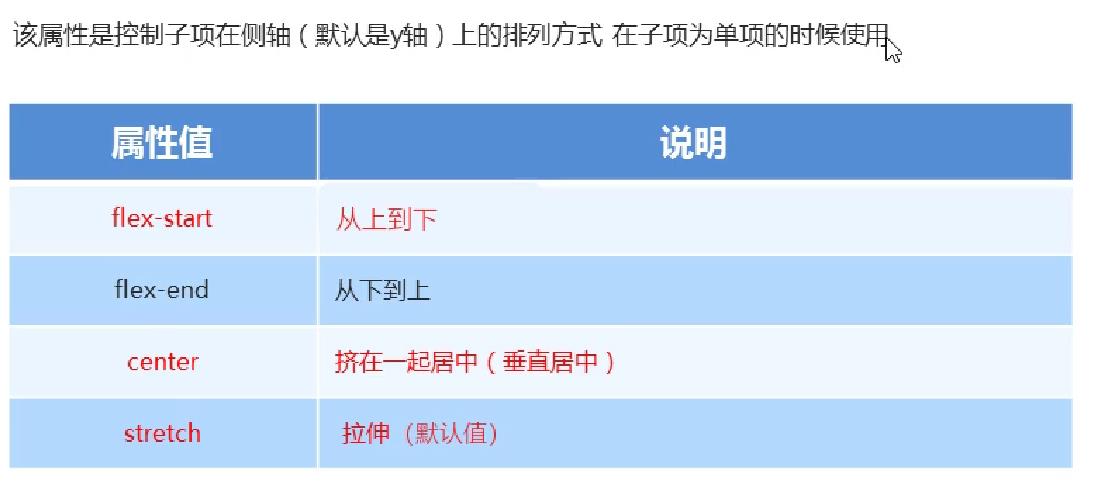 该属性是控制子项在侧轴（默认是y轴）上的排列方式 在子项为单项的时候使用
属性值 说明
flex-start 从上到下
flex-end 从下到上
center 挤在一起居中（垂直居中）
stretch 拉伸（默认值）